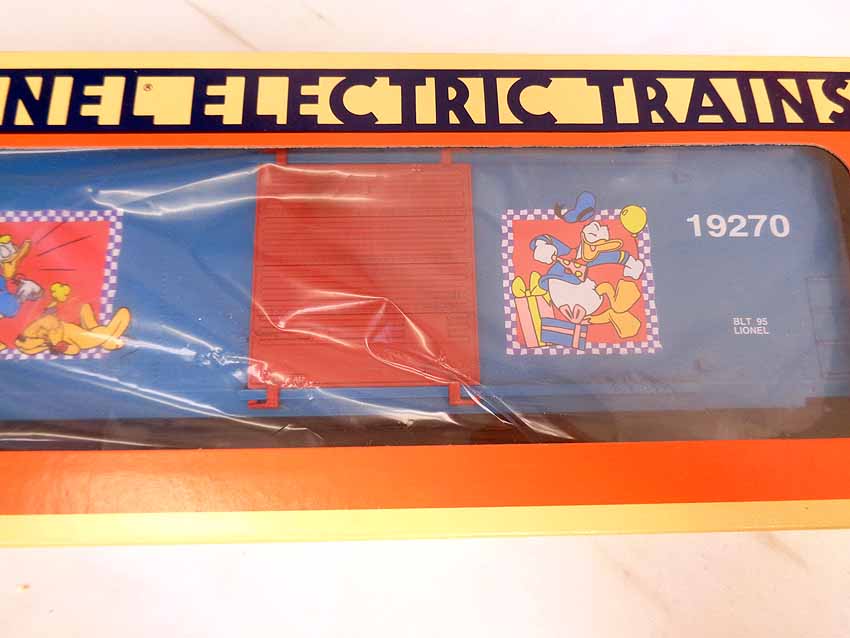 NEL® ELECTRIC TRAINS
19270
BLT 95
LIONEL